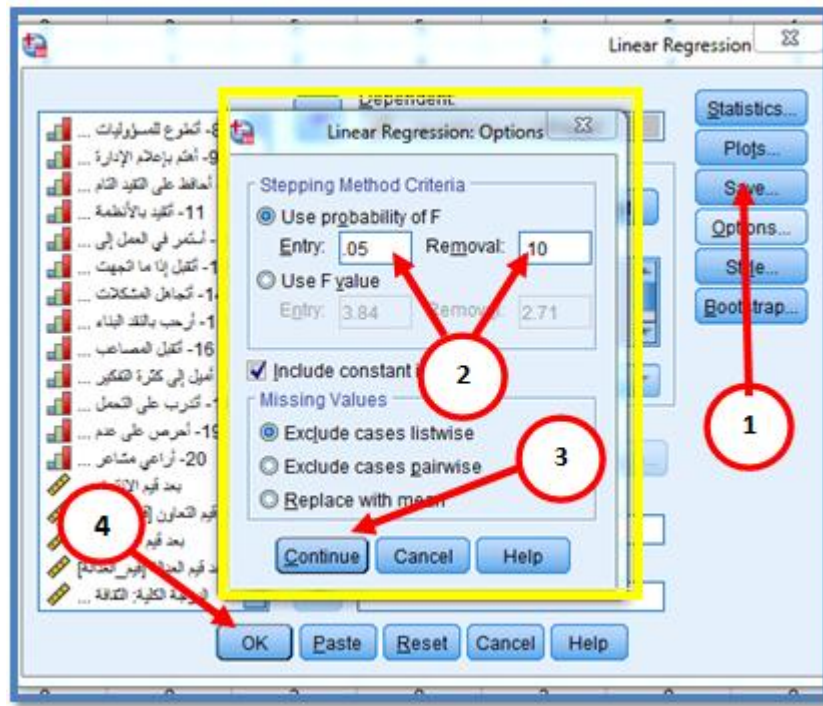 Linear Regression
Dependent:
8- أتطوع للمسؤوليات ...
9- أهتم بإعلام الإدارة ...
أحافظ على التقيد التام ...
11- أتقيد بالأنظمة
أستمر في العمل إلى ...
أتقبل إذا ما اتجهت ...
أتجاهل المشكلات ...
أرحب بالنقد البناء ...
16- أتقبل المصاعب ...
أميل إلى كثرة التفكير ...
أتدرب على التحمل ...
19- أحرص على عدم ...
20- أراعي مشاعر ...
بعد قيم
قيم التعاون
بعد قيم
قيم العدالة [قيم_العدالة]
الدرجة الكلية: الثقافة ...
Linear Regression: Options
Stepping Method Criteria
Use probability of F
Entry: .05 Removal: .10
Use F value
Entry: 3.84 Removal: 2.71
Include constant
Missing Values
Exclude cases listwise
Exclude cases pairwise
Replace with mean
Continue Cancel Help
Statistics...
Plots...
Save...
Options...
Style...
Bootstrap...
1
2
3
4
OK Paste Reset Cancel Help